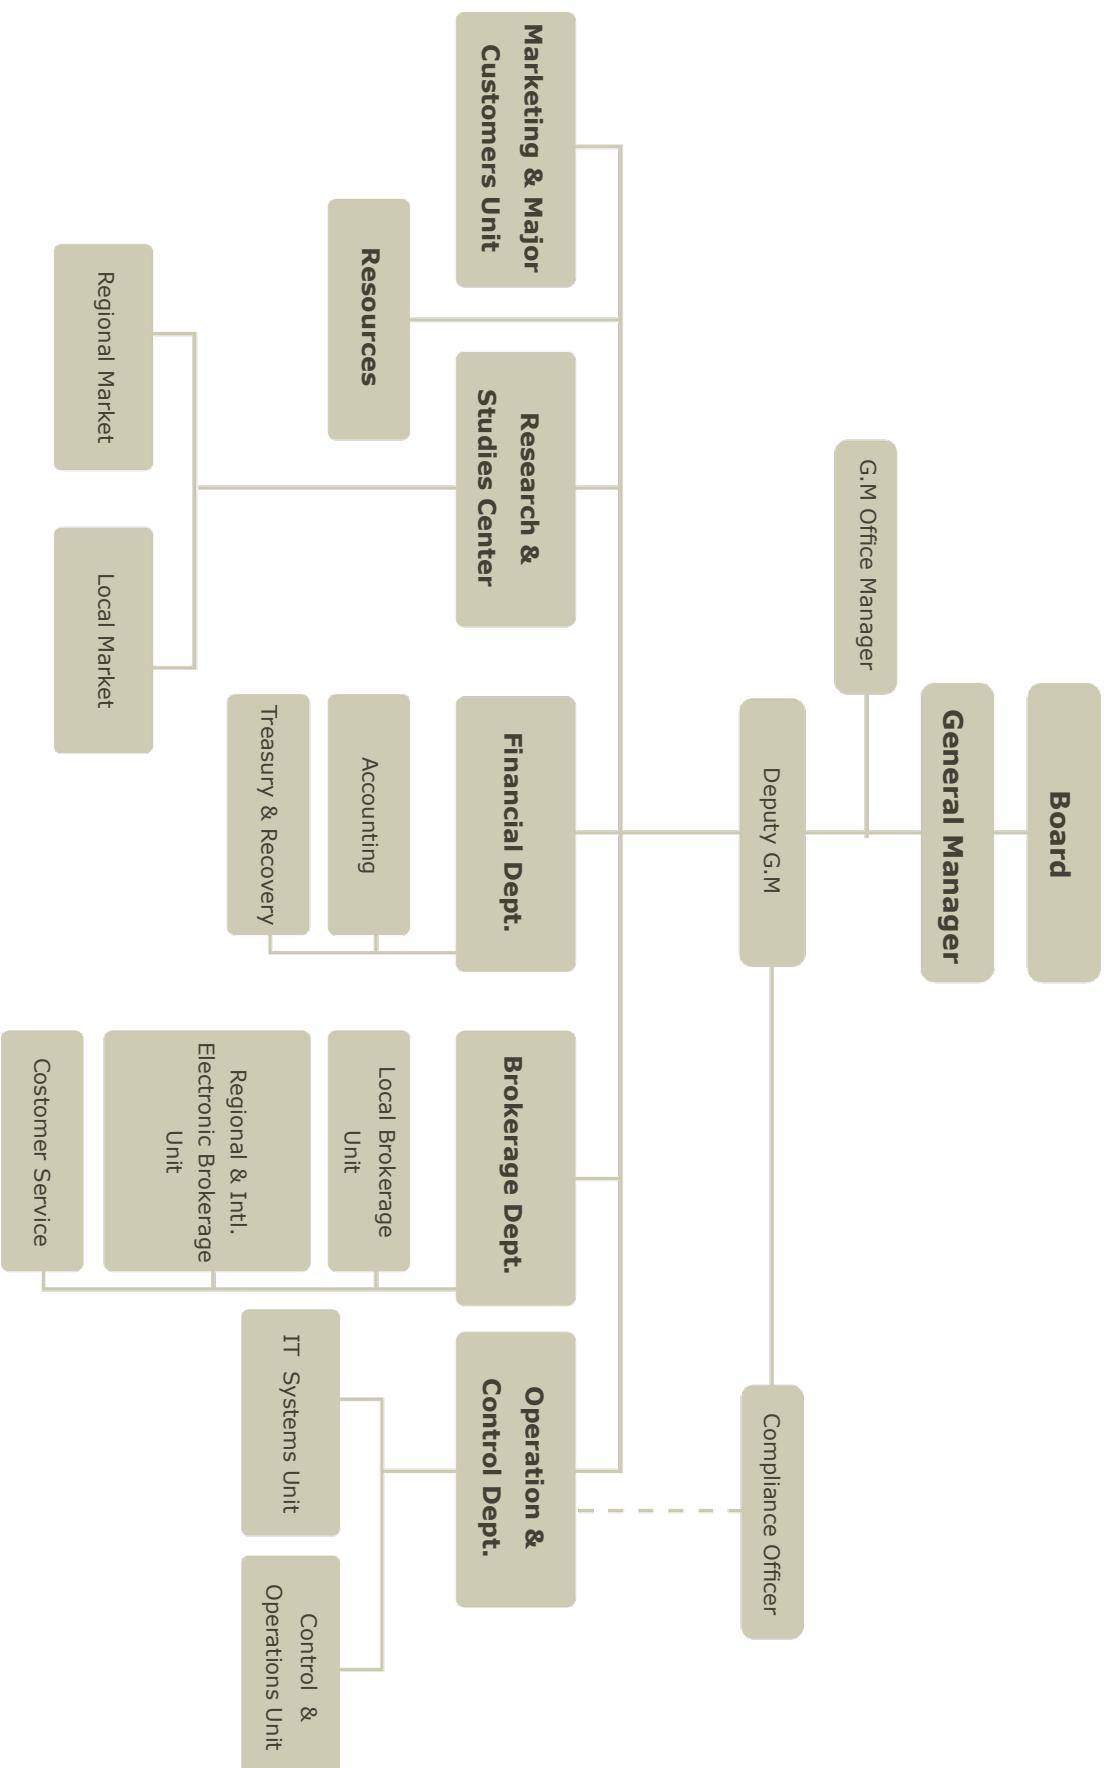 Board
General Manager
G.M Office Manager
Deputy G.M
Compliance Officer
Marketing & Major
Customers Unit
Research &
Studies Center
Financial Dept.
Brokerage Dept.
Operation &
Control Dept.
Resources
Accounting
Local Brokerage
Unit
Treasury & Recovery
Regional & Intl.
Electronic Brokerage
Unit
IT  Systems Unit
Control  &
Operations Unit
Regional Market
Local Market
Costomer Service